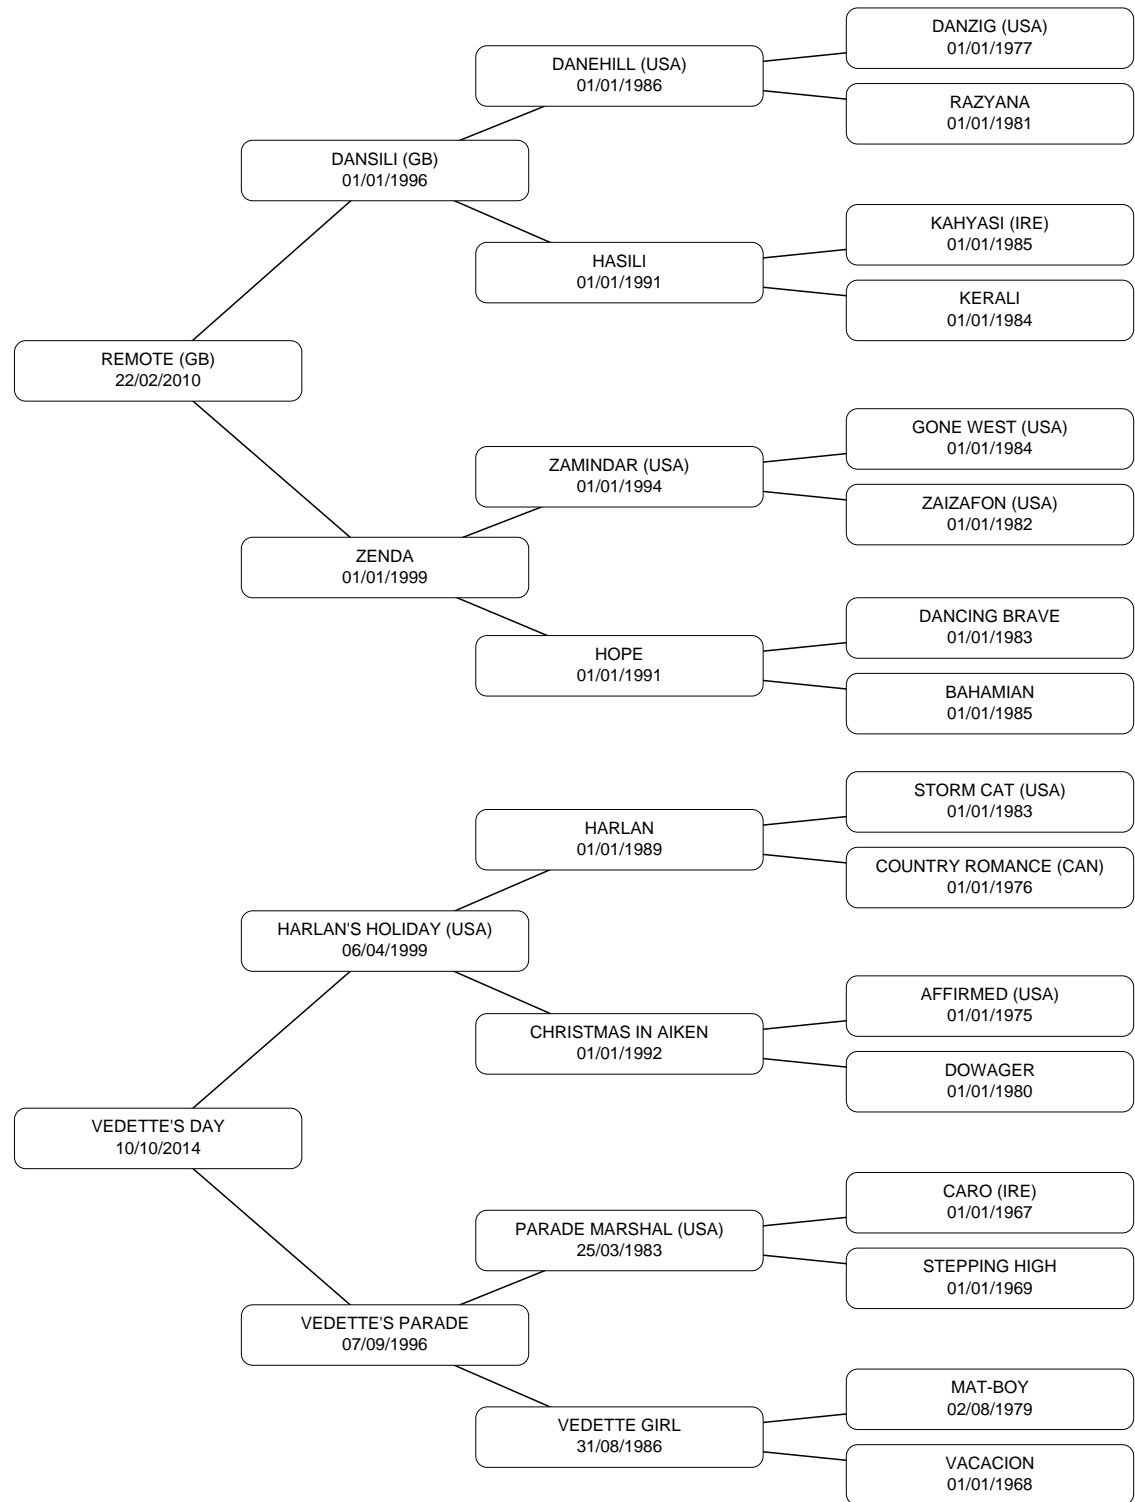 DANZIG (USA)
01/01/1977
DANEHILL (USA)
01/01/1986
RAZYANA
01/01/1981
DANSILI (GB)
01/01/1996
KAHYASI (IRE)
01/01/1985
HASILI
01/01/1991
KERALI
01/01/1984
REMOTE (GB)
22/02/2010
GONE WEST (USA)
01/01/1984
ZAMINDAR (USA)
01/01/1994
ZAIZAFON (USA)
01/01/1982
ZENDA
01/01/1999
DANCING BRAVE
01/01/1983
HOPE
01/01/1991
BAHAMIAN
01/01/1985
STORM CAT (USA)
01/01/1983
HARLAN
01/01/1989
COUNTRY ROMANCE (CAN)
01/01/1976
HARLAN'S HOLIDAY (USA)
06/04/1999
AFFIRMED (USA)
01/01/1975
CHRISTMAS IN AIKEN
01/01/1992
DOWAGER
01/01/1980
VEDETTE'S DAY
10/10/2014
CARO (IRE)
01/01/1967
PARADE MARSHAL (USA)
25/03/1983
STEPPING HIGH
01/01/1969
VEDETTE'S PARADE
07/09/1996
MAT-BOY
02/08/1979
VEDETTE GIRL
31/08/1986
VACACION
01/01/1968